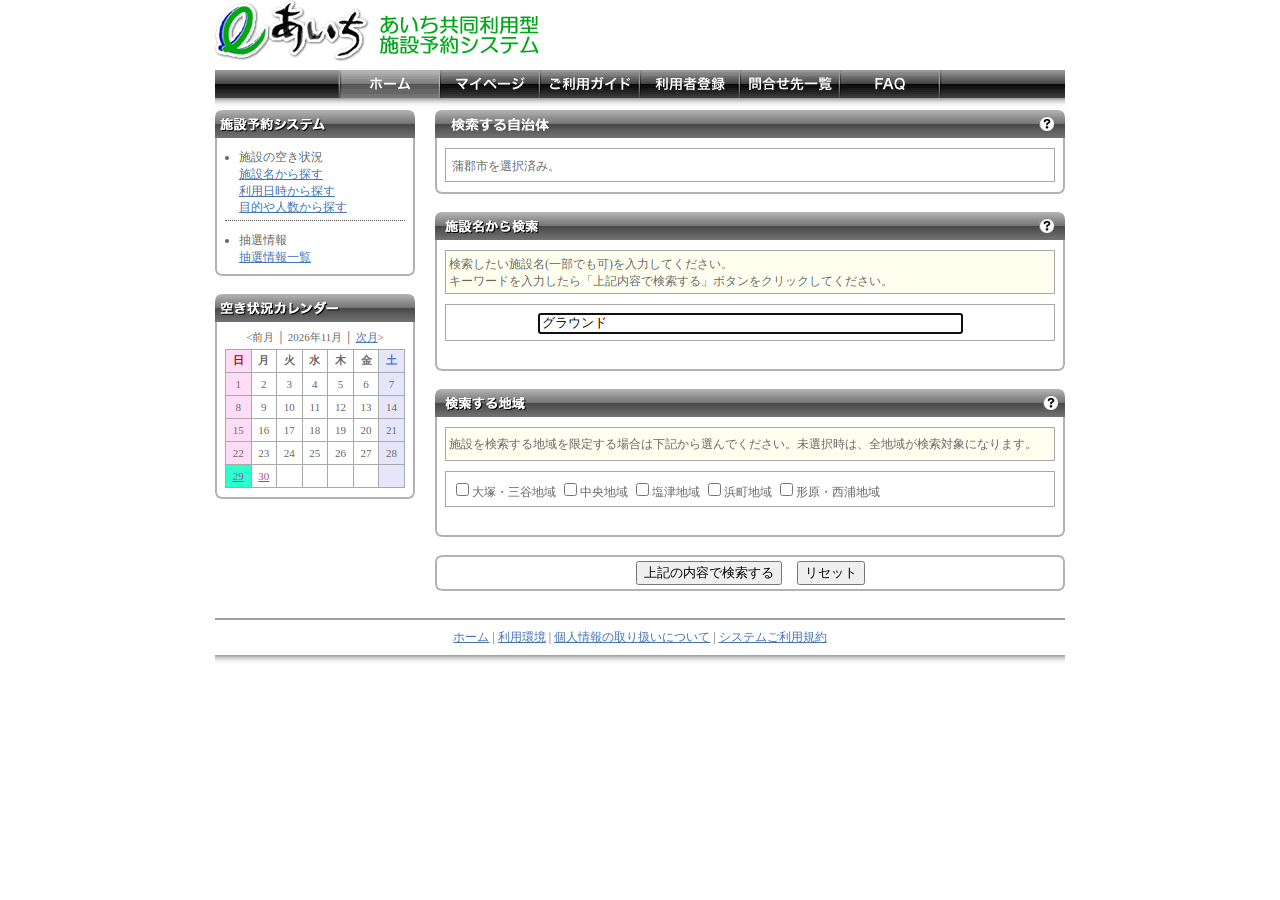 あいち あいち共同利用型
施設予約システム
ホーム マイページ ご利用ガイド 利用者登録 問合せ先一覧 FAQ
施設予約システム
施設の空き状況
施設名から探す
利用日時から探す
目的や人数から探す
抽選情報
抽選情報一覧
空き状況カレンダー
<前月 │ 2026年11月 │ 次月>
日 月 火 水 木 金 土
1 2 3 4 5 6 7
8 9 10 11 12 13 14
15 16 17 18 19 20 21
22 23 24 25 26 27 28
29 30
検索する自治体 ?
蒲郡市を選択済み。
施設名から検索 ?
検索したい施設名(一部でも可)を入力してください。
キーワードを入力したら「上記内容で検索する」ボタンをクリックしてください。
グラウンド
検索する地域 ?
施設を検索する地域を限定する場合は下記から選んでください。未選択時は、全地域が検索対象になります。
大塚・三谷地域 中央地域 塩津地域 浜町地域 形原・西浦地域
上記の内容で検索する リセット
ホーム | 利用環境 | 個人情報の取り扱いについて | システムご利用規約